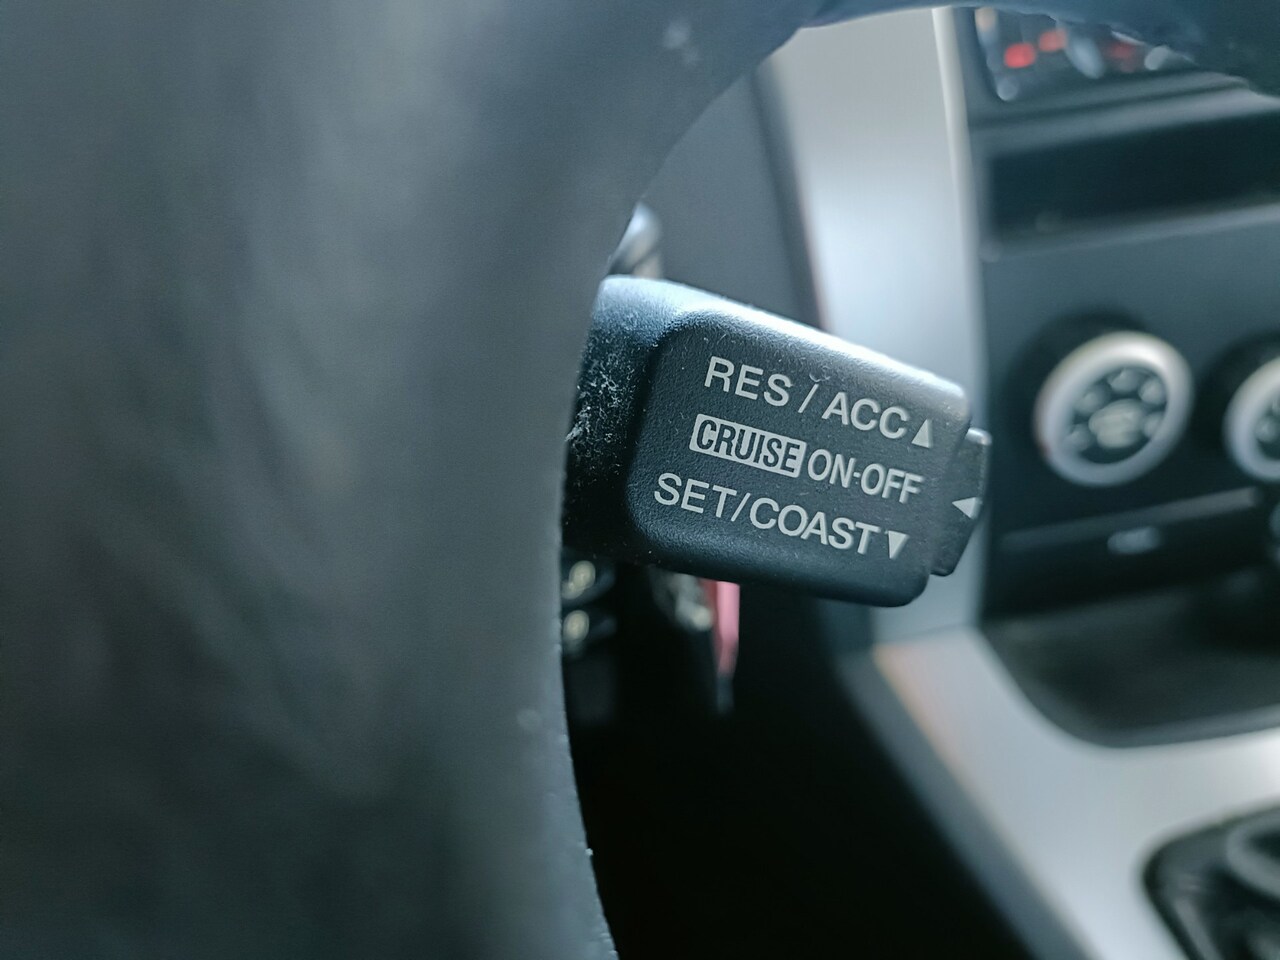 RES / ACC▲
CRUISE ON-OFF ◀
SET/COAST▼